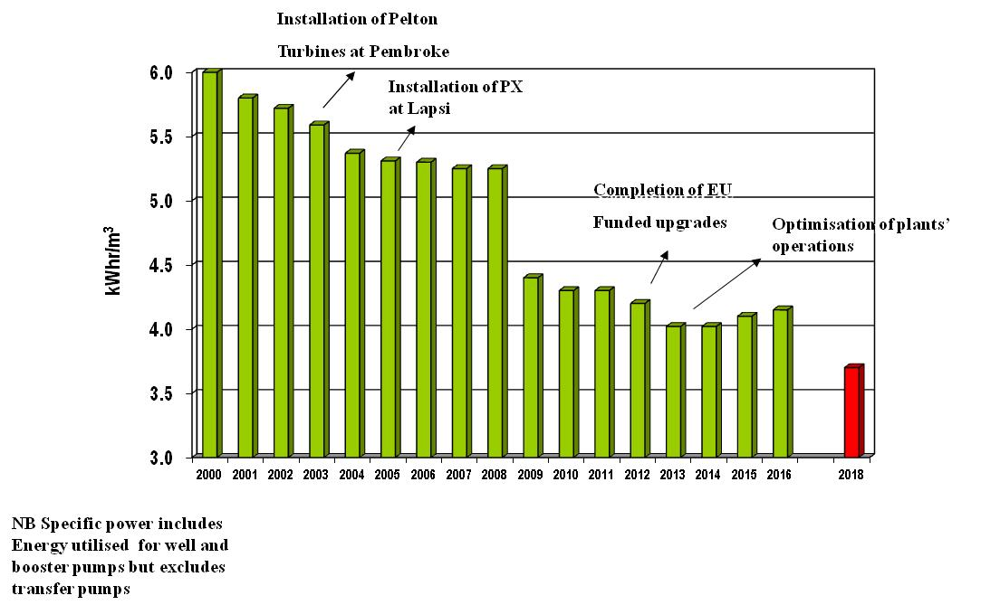 Installation of Pelton
Turbines at Pembroke
Installation of PX
at Lapsi
Completion of EU
Funded upgrades
Optimisation of plants’
operations
kWhr/m³
6.0
5.5
5.0
4.5
4.0
3.5
3.0
2000 2001 2002 2003 2004 2005 2006 2007 2008 2009 2010 2011 2012 2013 2014 2015 2016 2018
NB Specific power includes
Energy utilised for well and
booster pumps but excludes
transfer pumps